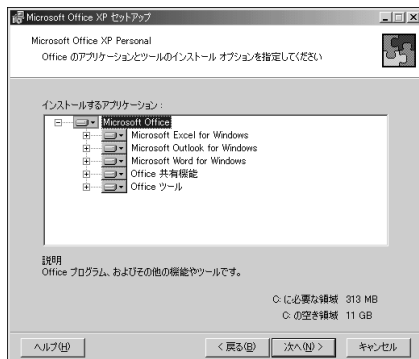 Microsoft Office XP セットアップ
Microsoft Office XP Personal
Office のアプリケーションとツールのインストール オプションを指定してください
インストールするアプリケーション:
Microsoft Office
Microsoft Excel for Windows
Microsoft Outlook for Windows
Microsoft Word for Windows
Office 共有機能
Office ツール
説明
Office プログラム、およびその他の機能やツールです。
C: に必要な領域 313 MB
C: の空き領域 11 GB
ヘルプ(H) < 戻る(B) 次へ(N) > キャンセル